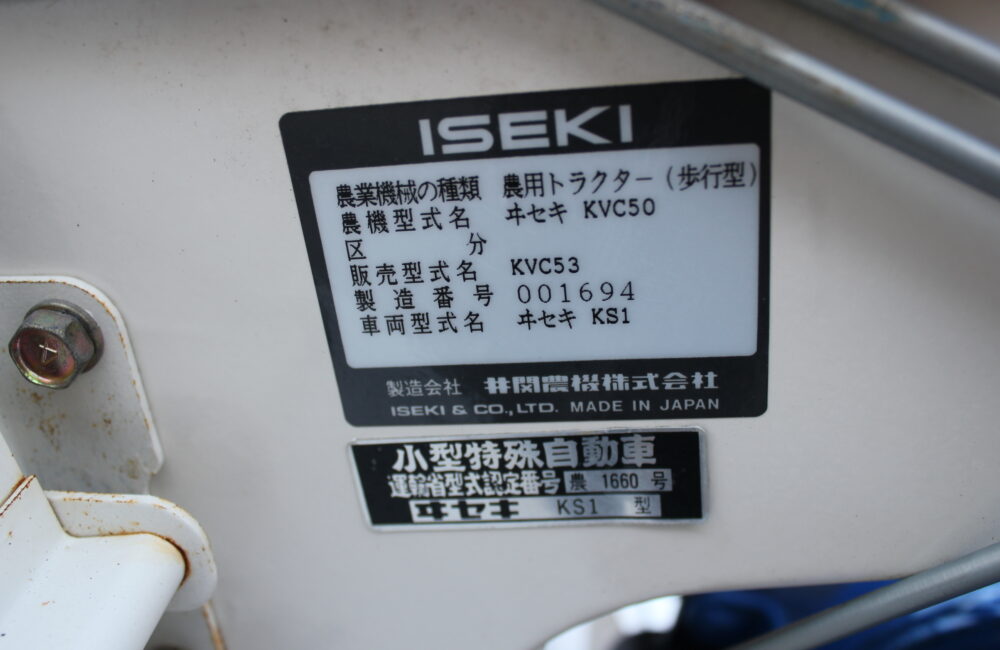 ISEKI
農業機械の種類 農用トラクター(歩行型)
農機型式名 ヰセキ KVC50
区分
販売型式名 KVC53
製造番号 001694
車両型式名 ヰセキ KS1
製造会社 井関農機株式会社
ISEKI & CO.,LTD. MADE IN JAPAN
小型特殊自動車
運輸省型式認定番号 農 1660 号
ヰセキ KS1 型